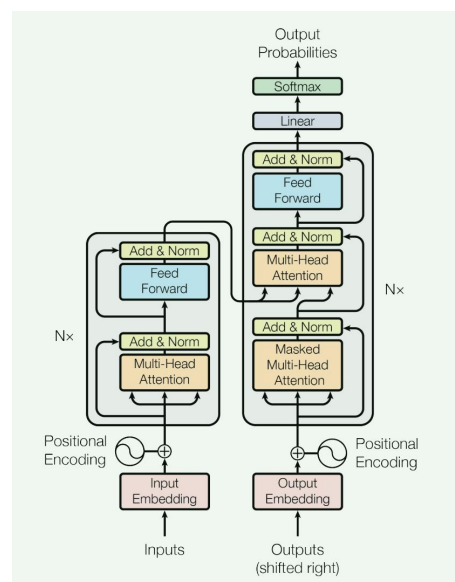 Output
Probabilities
Softmax
Linear
Add & Norm
Feed
Forward
Add & Norm
Multi-Head
Attention
Add & Norm
Masked
Multi-Head
Attention
Nx
Add & Norm
Feed
Forward
Add & Norm
Multi-Head
Attention
Nx
Positional
Encoding
Positional
Encoding
Input
Embedding
Output
Embedding
Inputs
Outputs
(shifted right)